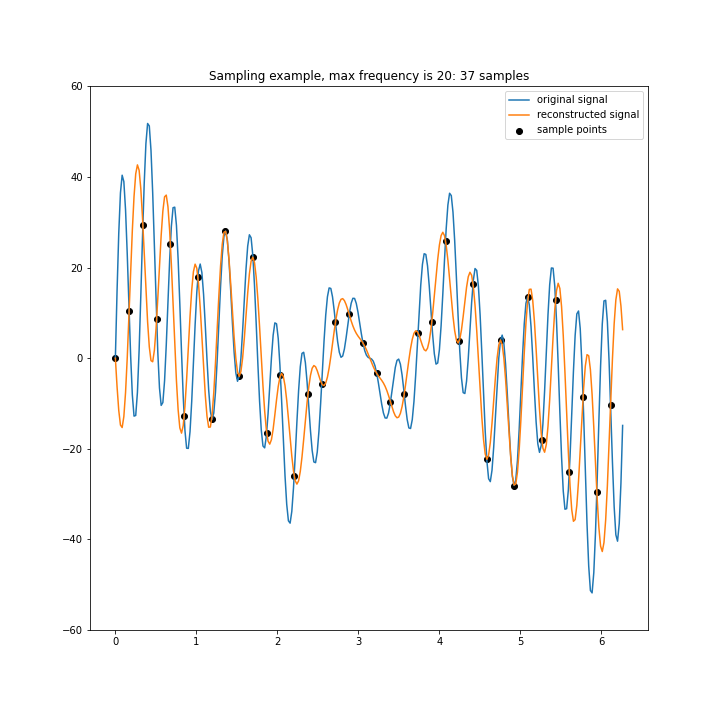 Sampling example, max frequency is 20: 37 samples
original signal
reconstructed signal
sample points
60
40
20
0
−20
−40
−60
0 1 2 3 4 5 6